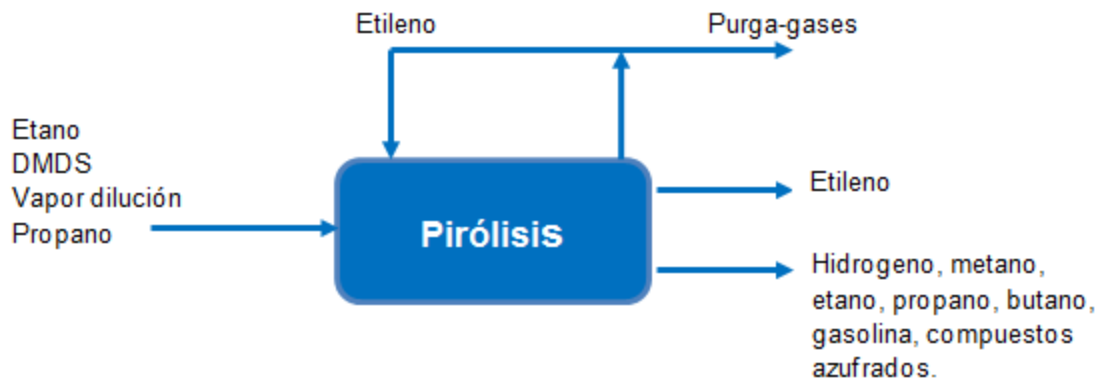 Etileno
Purga-gases
Etano
DMDS
Vapor dilución
Propano
Pirólisis
Etileno
Hidrogeno, metano,
etano, propano, butano,
gasolina, compuestos
azufrados.